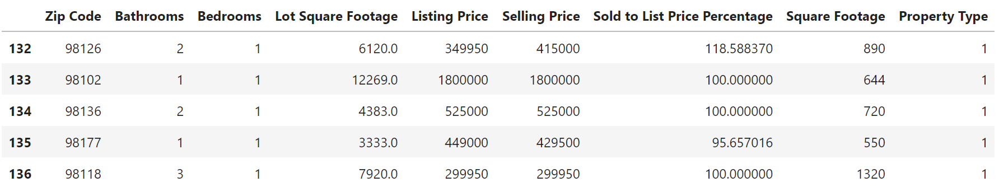 Zip Code Bathrooms Bedrooms Lot Square Footage Listing Price Selling Price Sold to List Price Percentage Square Footage Property Type
132 98126 2 1 6120.0 349950 415000 118.588370 890 1
133 98102 1 1 12269.0 1800000 1800000 100.000000 644 1
134 98136 2 1 4383.0 525000 525000 100.000000 720 1
135 98177 1 1 3333.0 449000 429500 95.657016 550 1
136 98118 3 1 7920.0 299950 299950 100.000000 1320 1